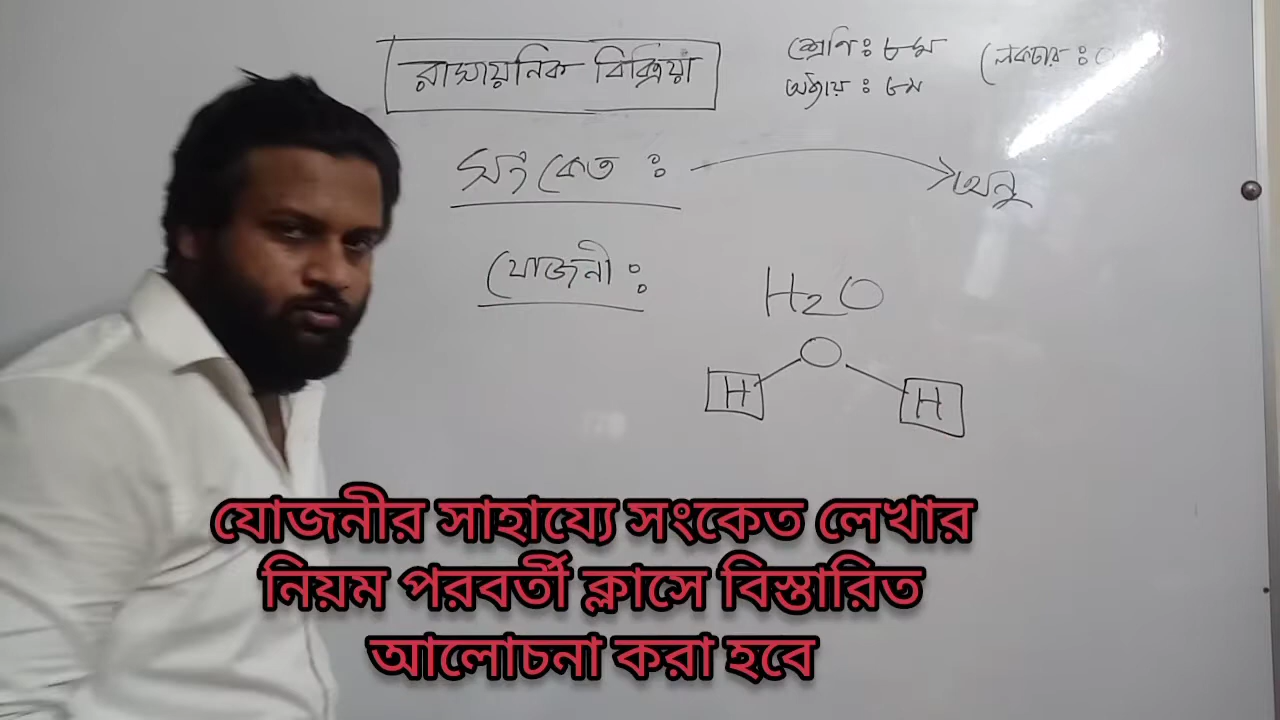 রাসায়নিক বিক্রিয়া
শ্রেণি : ৮ম
লেকচার :
অধ্যায় : ৮ম
সংকেত :
অনু
যোজনী :
H₂O
O
H
H
যোজনীর সাহায্যে সংকেত লেখার
নিয়ম পরবর্তী ক্লাসে বিস্তারিত
আলোচনা করা হবে